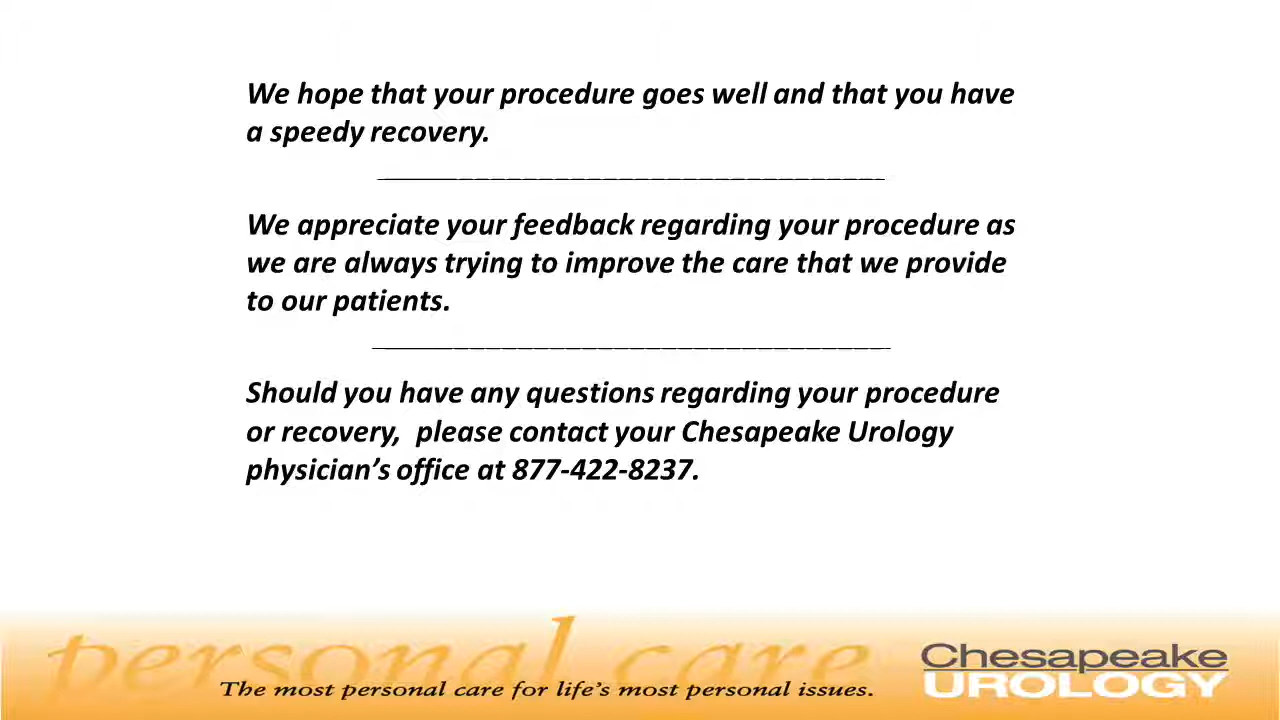 We hope that your procedure goes well and that you have
a speedy recovery.
We appreciate your feedback regarding your procedure as
we are always trying to improve the care that we provide
to our patients.
Should you have any questions regarding your procedure
or recovery,  please contact your Chesapeake Urology
physician’s office at 877-422-8237.
personal care
The most personal care for life’s most personal issues.
Chesapeake
UROLOGY